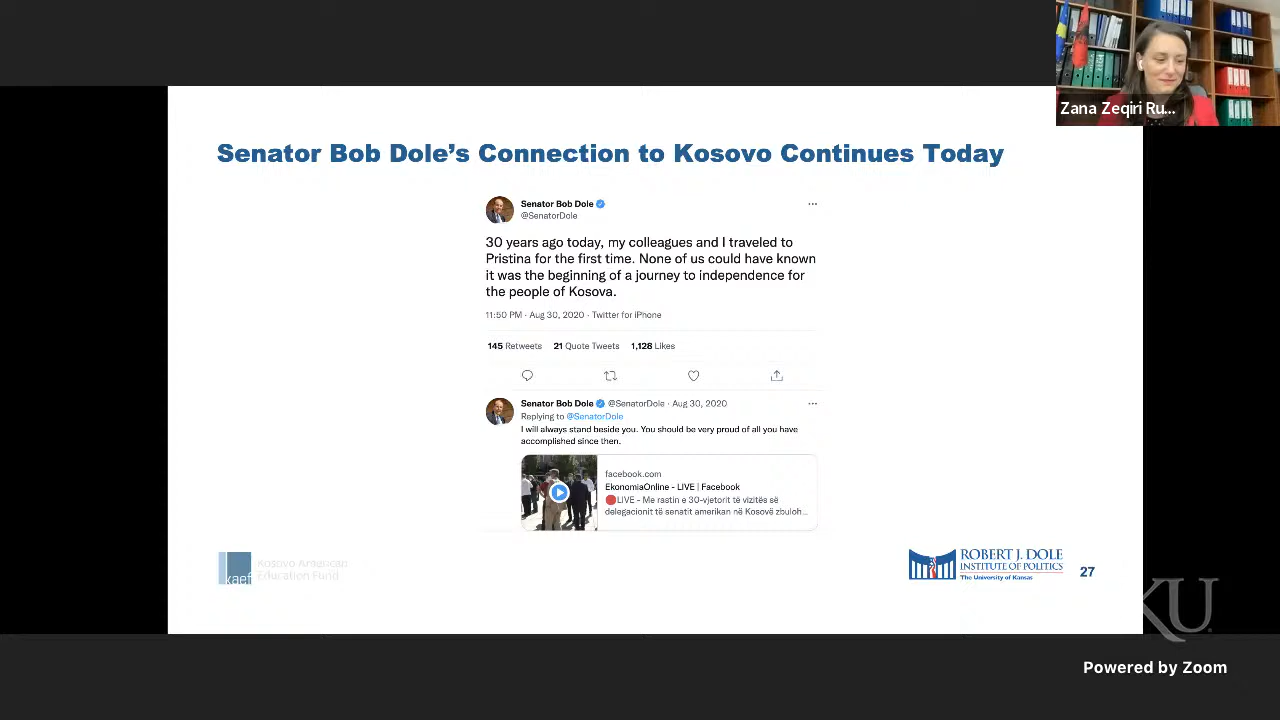 Zana Zeqiri Ru...
Senator Bob Dole's Connection to Kosovo Continues Today
Senator Bob Dole
@SenatorDole
30 years ago today, my colleagues and I traveled to
Pristina for the first time. None of us could have known
it was the beginning of a journey to independence for
the people of Kosova.
11:50 PM · Aug 30, 2020 · Twitter for iPhone
145 Retweets 21 Quote Tweets 1,128 Likes
Senator Bob Dole @SenatorDole · Aug 30, 2020
Replying to @SenatorDole
I will always stand beside you. You should be very proud of all you have
accomplished since then.
facebook.com
EkonomiaOnline - LIVE | Facebook
LIVE - Me rastin e 30-vjetorit të vizitës së
delegacionit të senatit amerikan në Kosovë zbuloh...
kaef
Kosovo American
Education Fund
ROBERT J. DOLE
INSTITUTE OF POLITICS
The University of Kansas
27
KU
Powered by Zoom